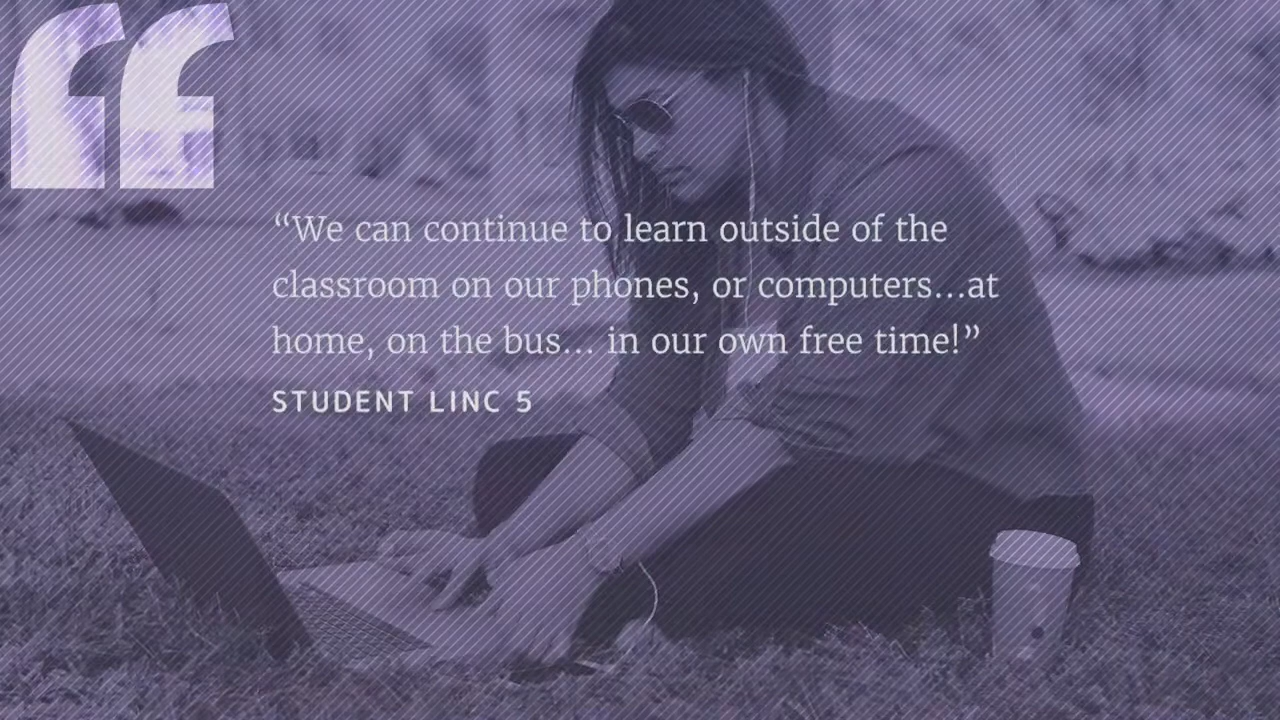 “We can continue to learn outside of the
classroom on our phones, or computers...at
home, on the bus... in our own free time!”
STUDENT LINC 5